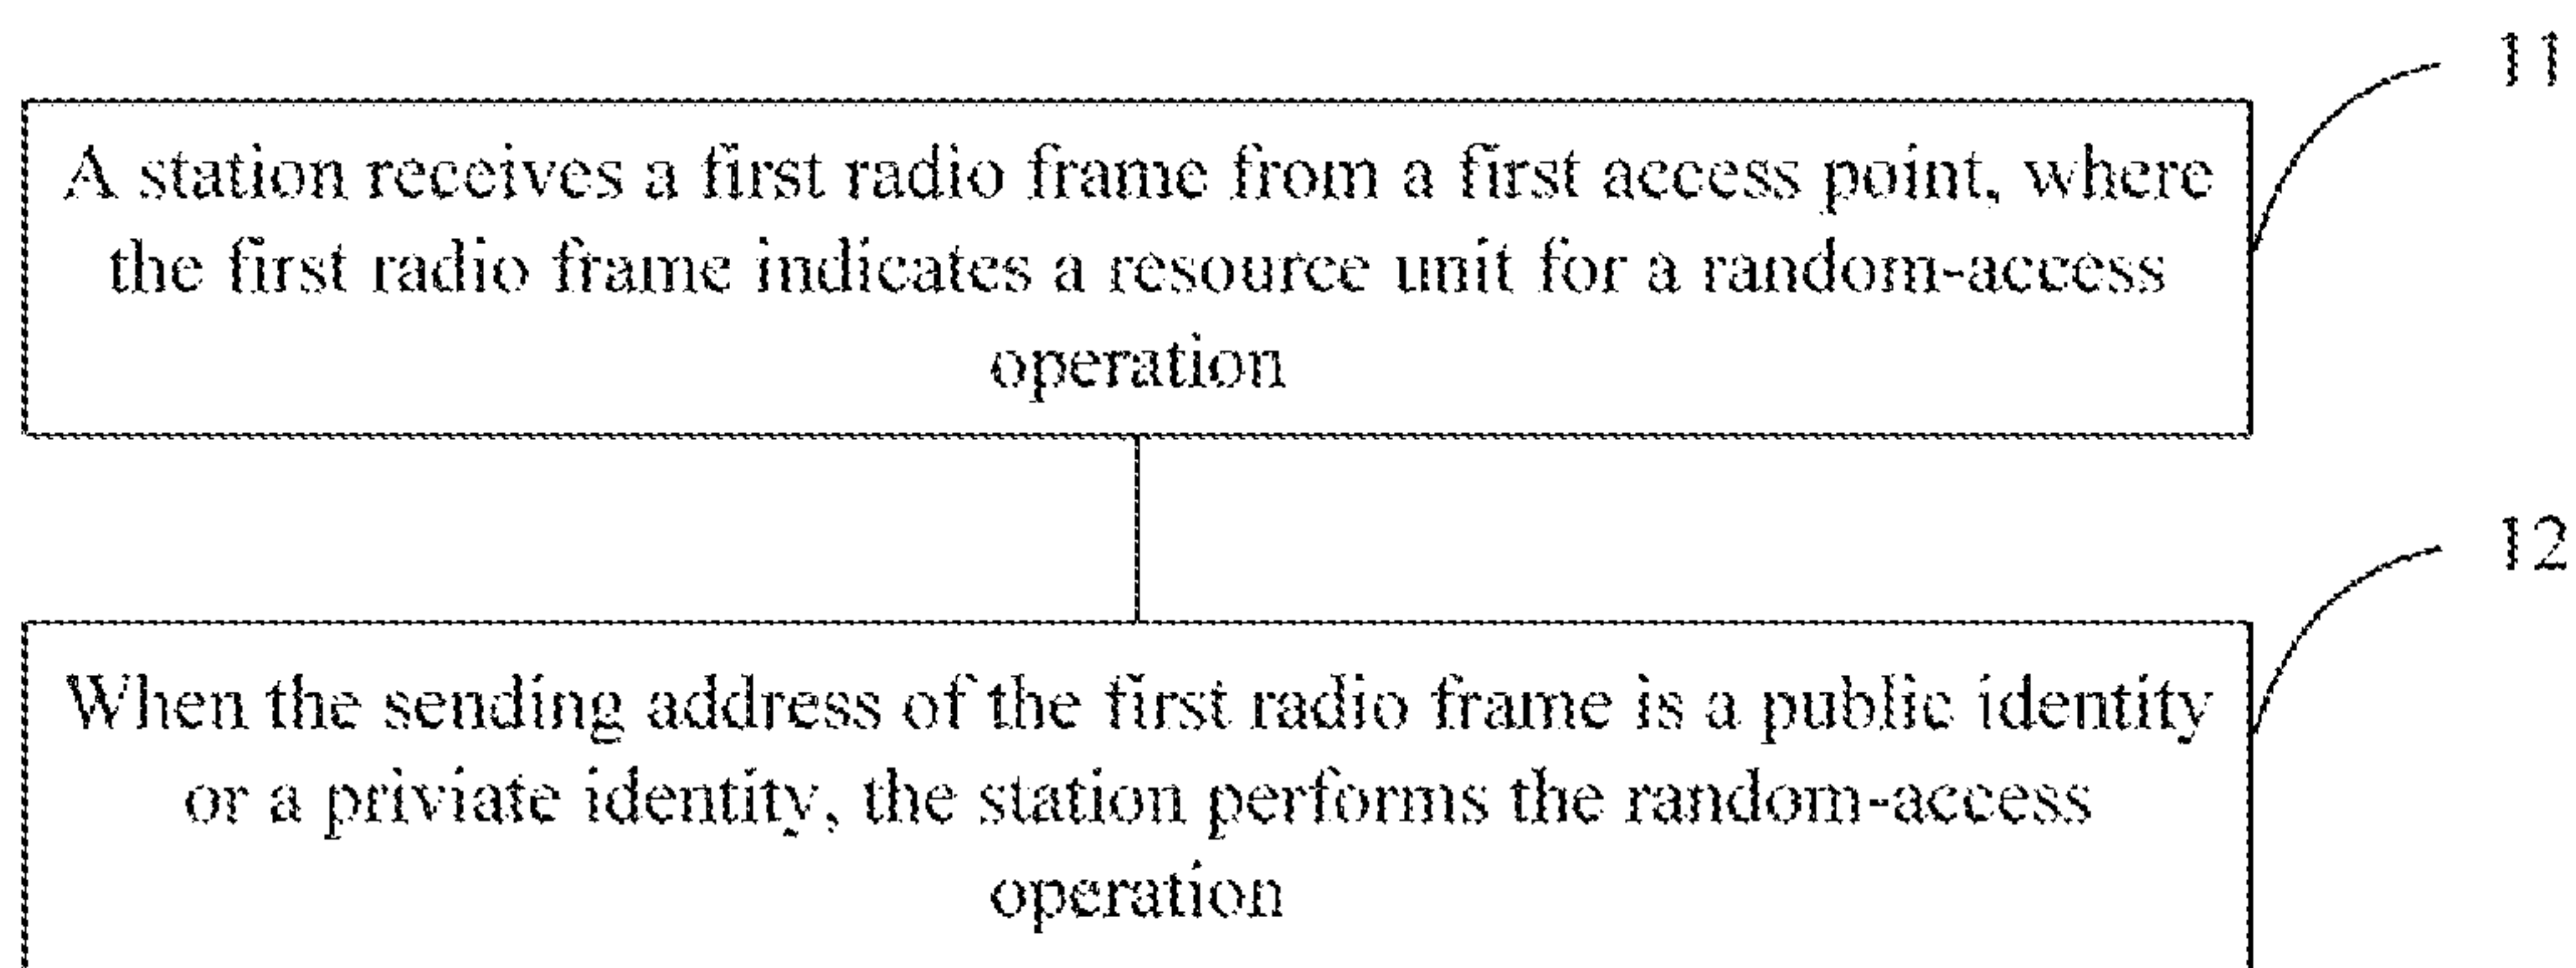 11
A station receives a first radio frame from a first access point, where
the first radio frame indicates a resource unit for a random-access
operation
12
When the sending address of the first radio frame is a public identity
or a priviate identity, the station performs the random-access
operation